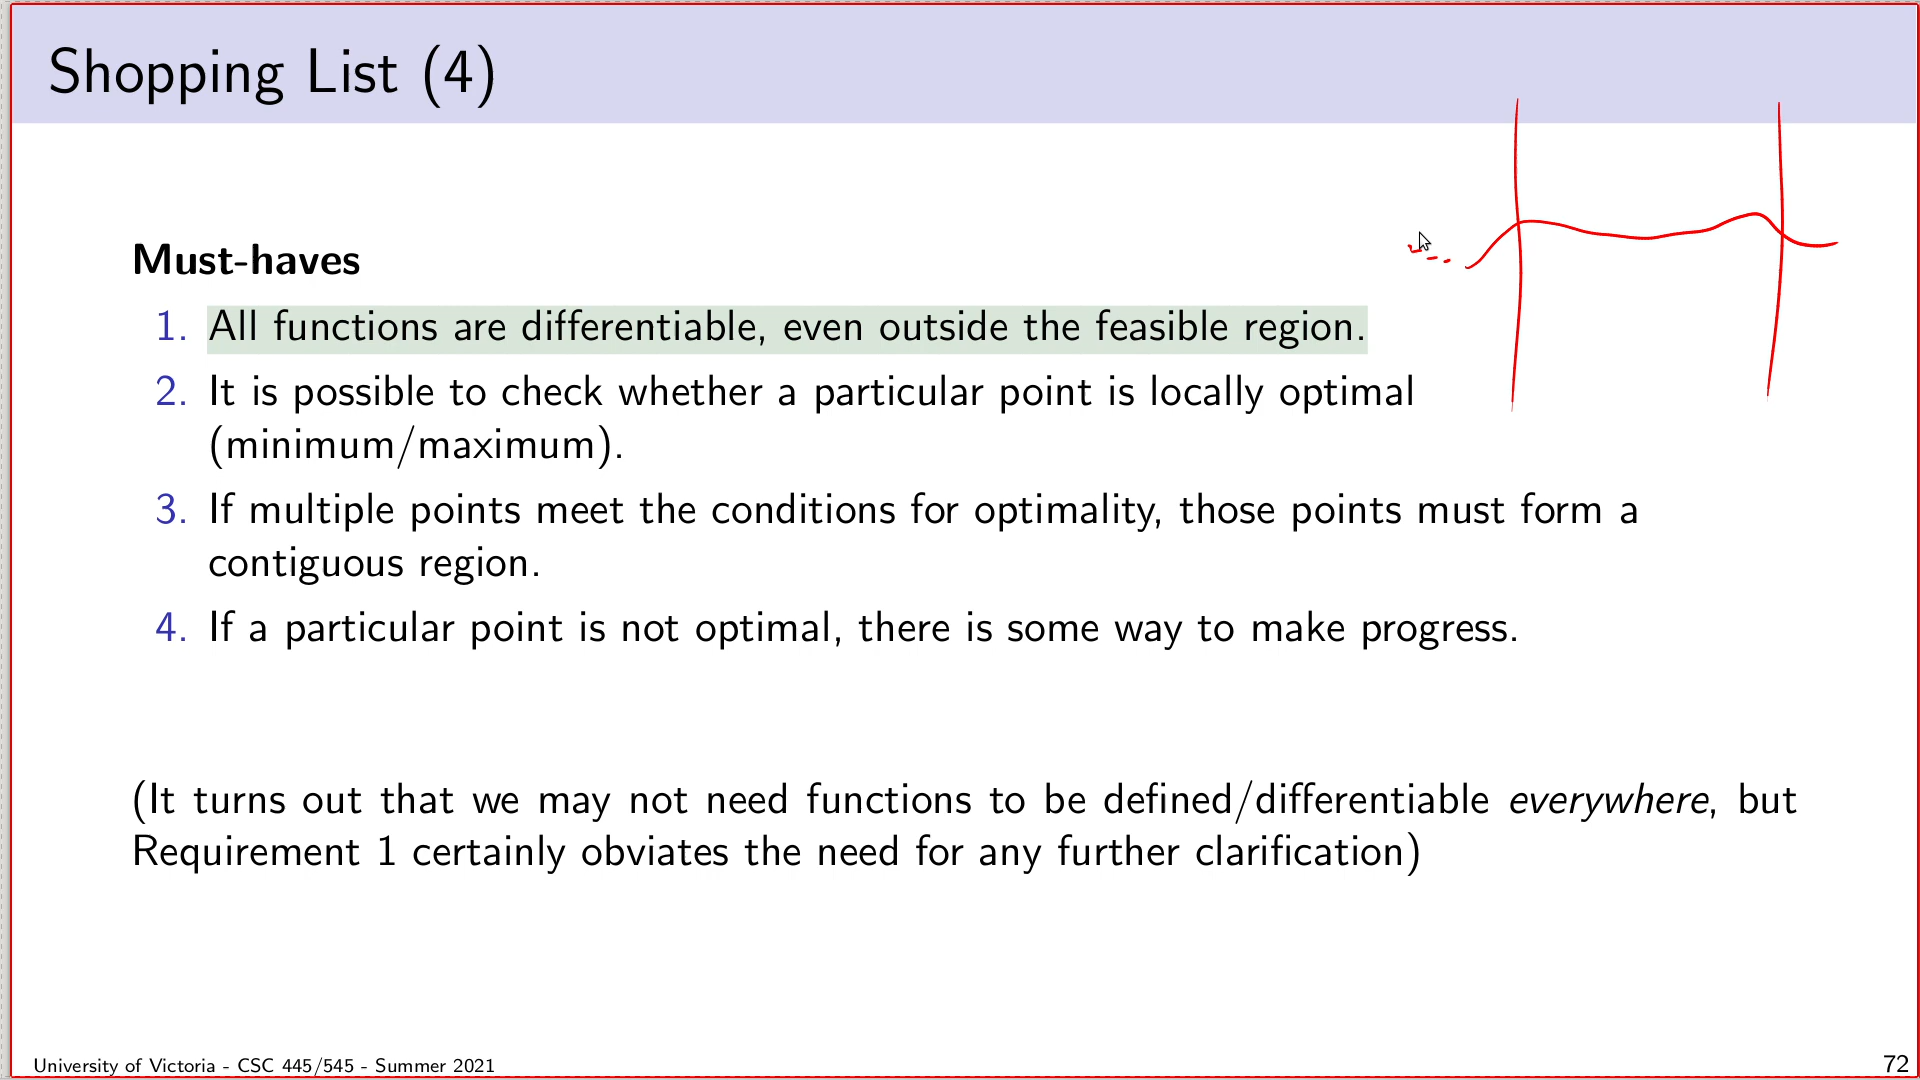 Shopping List (4)
Must-haves
1. All functions are differentiable, even outside the feasible region.
2. It is possible to check whether a particular point is locally optimal
(minimum/maximum).
3. If multiple points meet the conditions for optimality, those points must form a
contiguous region.
4. If a particular point is not optimal, there is some way to make progress.
(It turns out that we may not need functions to be defined/differentiable everywhere, but
Requirement 1 certainly obviates the need for any further clarification)
University of Victoria - CSC 445/545 - Summer 2021
72